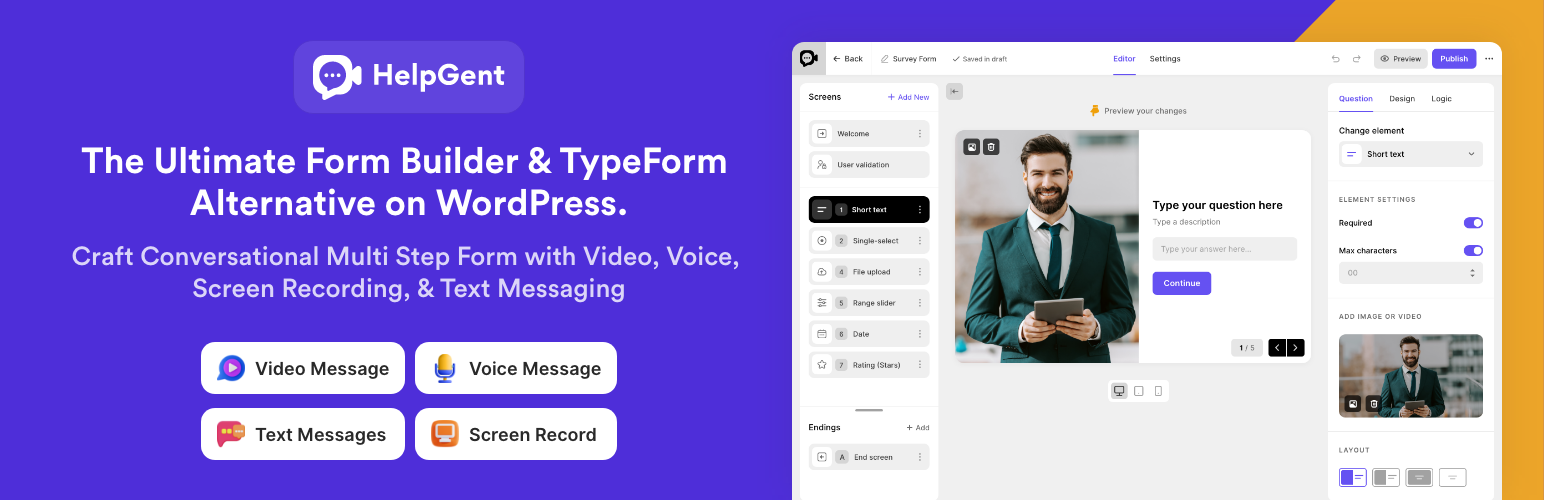 HelpGent
The Ultimate Form Builder & TypeForm
Alternative on WordPress.
Craft Conversational Multi Step Form with Video, Voice,
Screen Recording, & Text Messaging
Video Message
Voice Message
Text Messages
Screen Record
Back
Survey Form
Saved in draft
Editor
Settings
Preview
Publish
Screens
+ Add New
Welcome
User validation
1 Short text
2 Single-select
4 File upload
5 Range slider
6 Date
7 Rating (Stars)
Endings
+ Add
A End screen
Preview your changes
Type your question here
Type a description
Type your answer here...
Continue
1 / 5
Question
Design
Logic
Change element
Short text
ELEMENT SETTINGS
Required
Max characters
00
ADD IMAGE OR VIDEO
LAYOUT